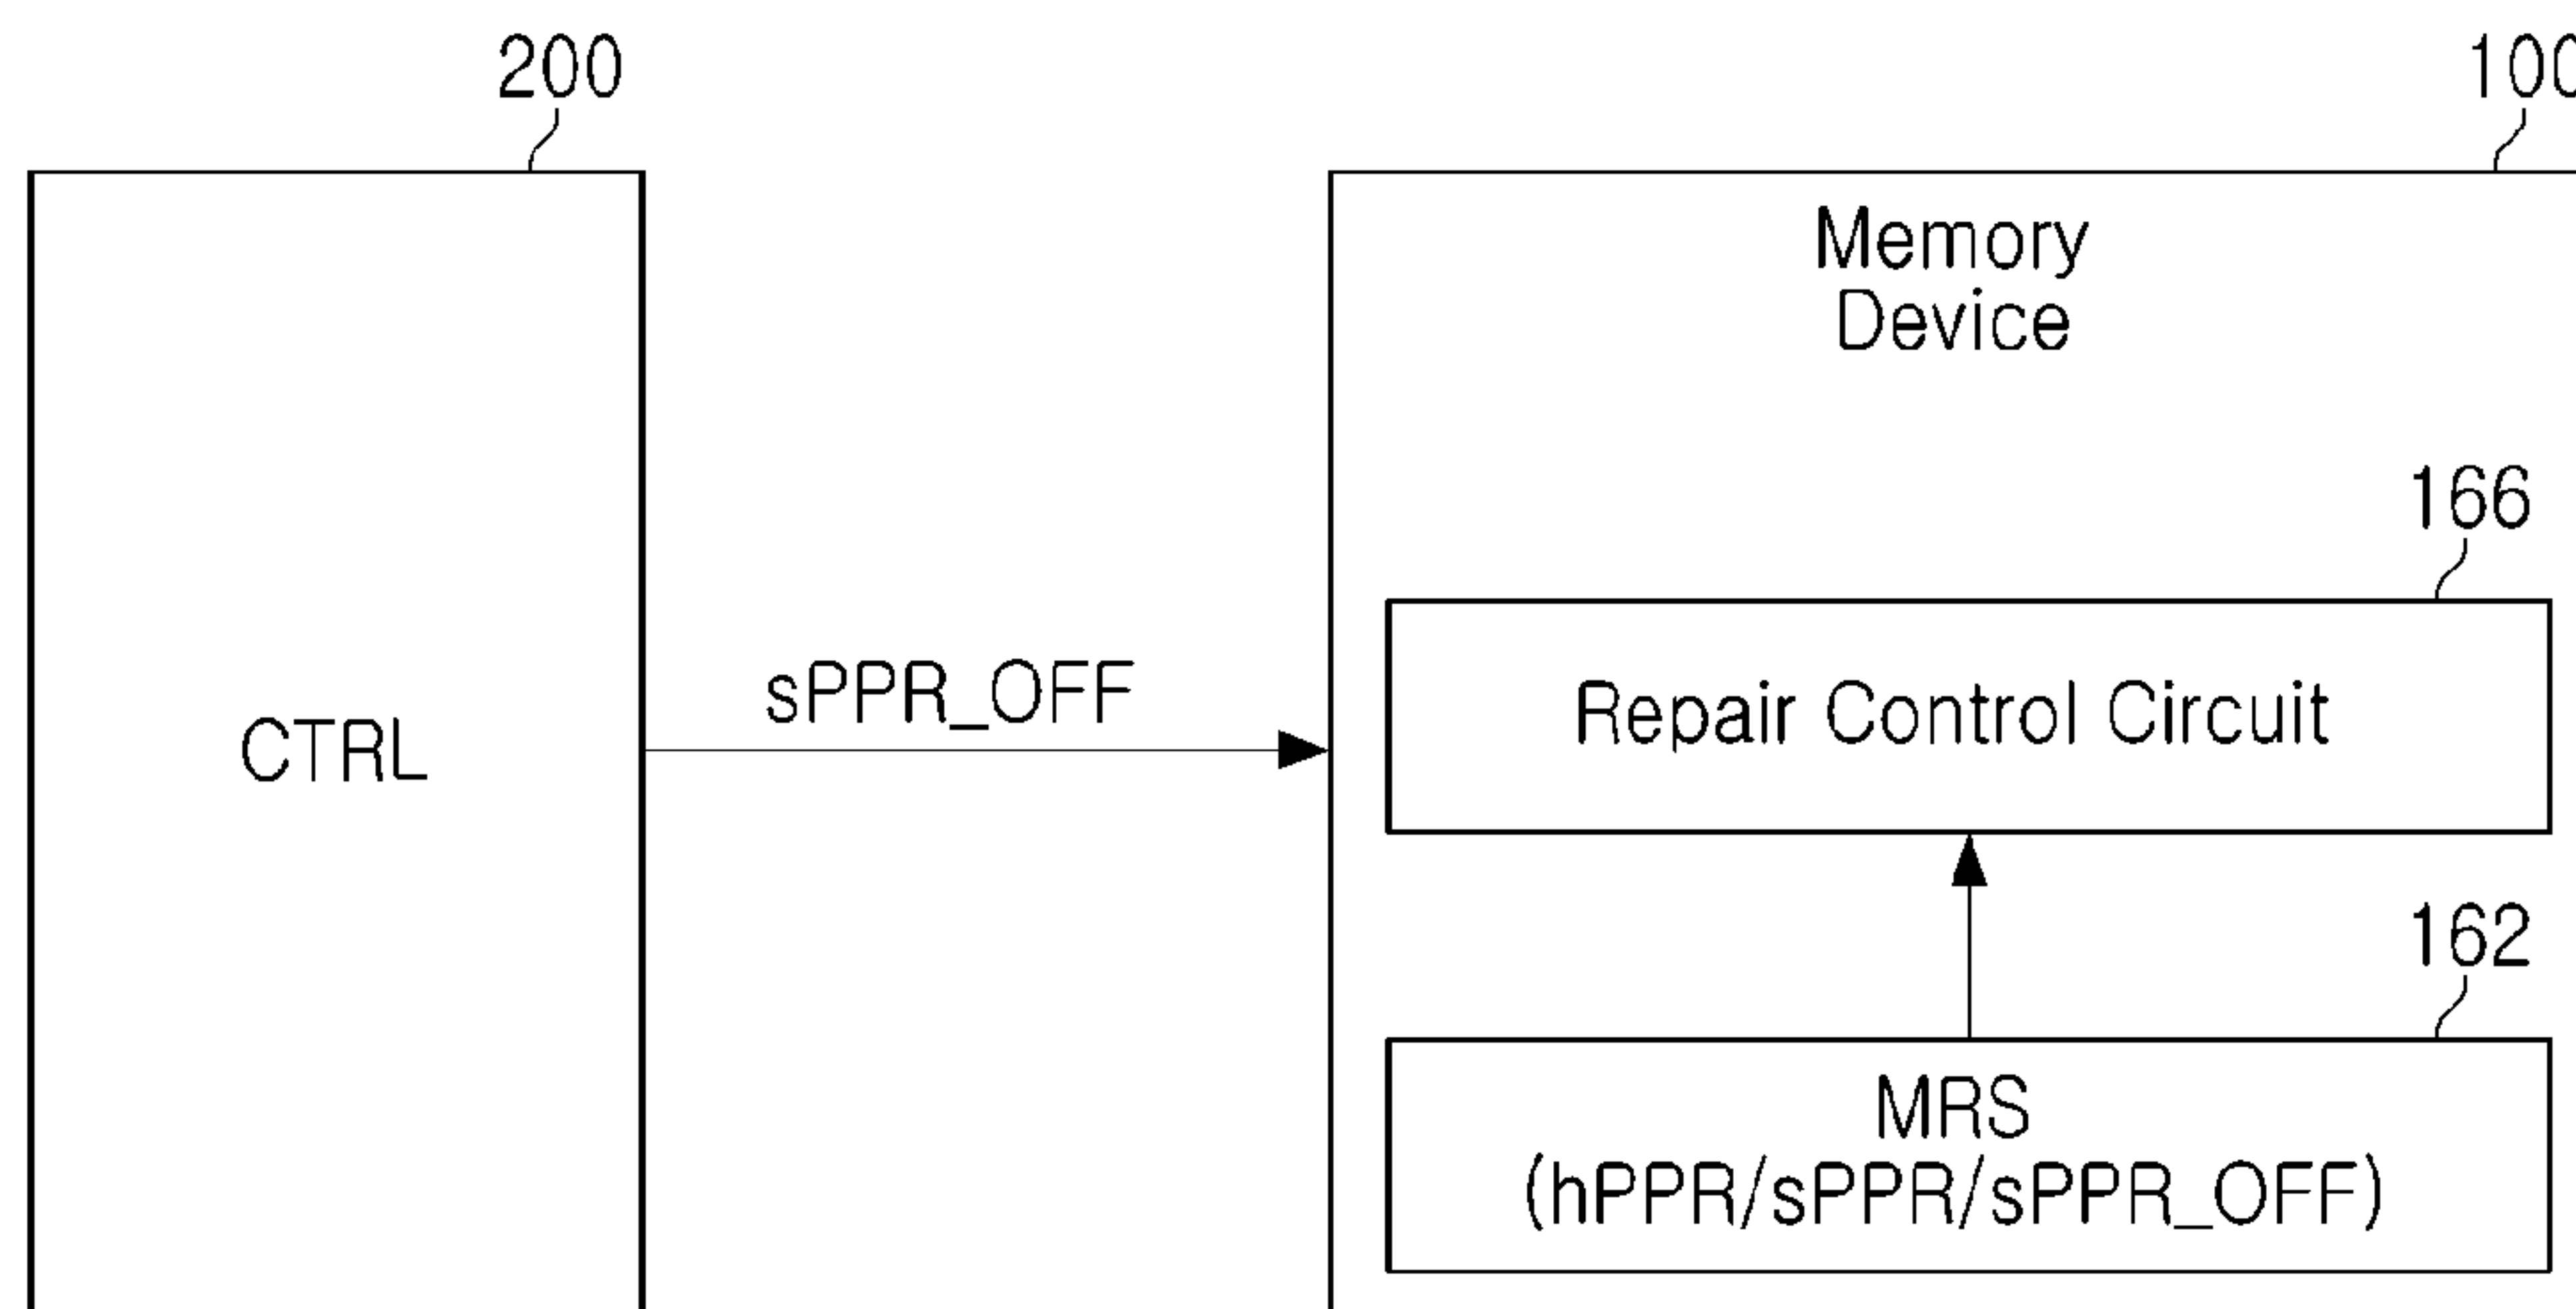 200
100
Memory
Device
166
Repair Control Circuit
sPPR_OFF
CTRL
162
MRS
(hPPR/sPPR/sPPR_OFF)